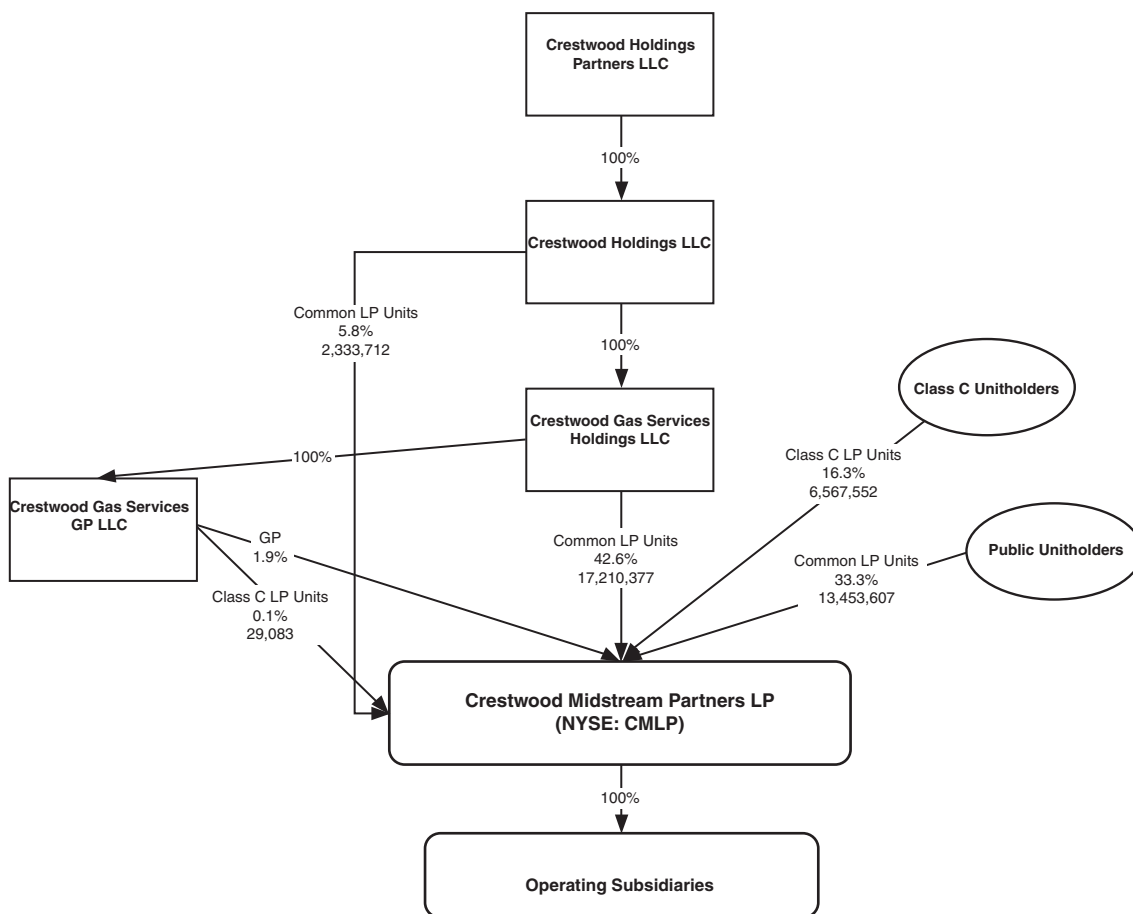 Crestwood Holdings
Partners LLC
100%
Crestwood Holdings LLC
Common LP Units
5.8%
2,333,712
100%
Class C Unitholders
Crestwood Gas Services
Holdings LLC
100%
Class C LP Units
16.3%
6,567,552
Crestwood Gas Services
GP LLC
GP
1.9%
Common LP Units
42.6%
17,210,377
Public Unitholders
Common LP Units
33.3%
13,453,607
Class C LP Units
0.1%
29,083
Crestwood Midstream Partners LP
(NYSE: CMLP)
100%
Operating Subsidiaries